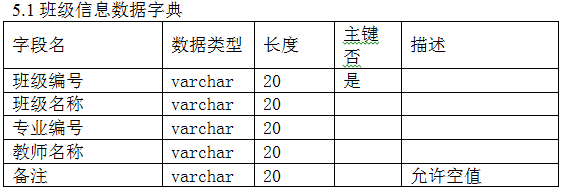 5.1 班级信息数据字典
字段名 数据类型 长度 主键否 描述
班级编号 varchar 20 是
班级名称 varchar 20
专业编号 varchar 20
教师名称 varchar 20
备注 varchar 20 允许空值